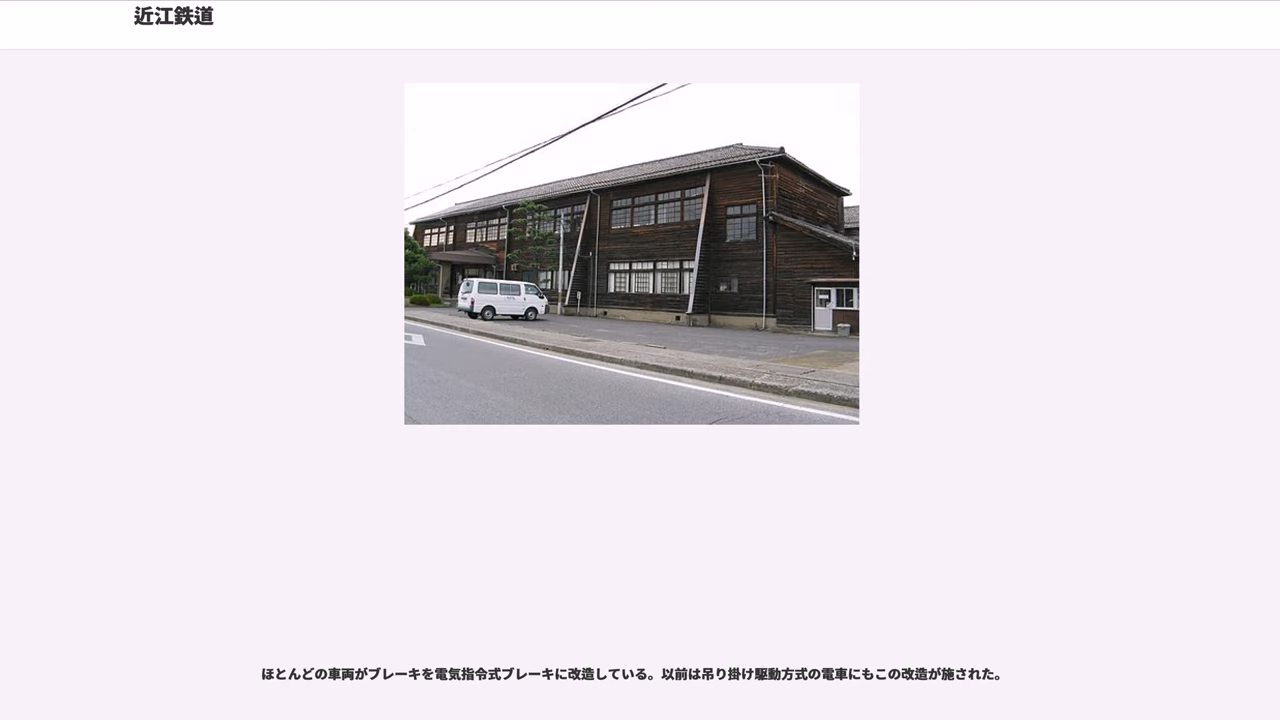 近江鉄道
ほとんどの車両がブレーキを電気指令式ブレーキに改造している。以前は吊り掛け駆動方式の電車にもこの改造が施された。